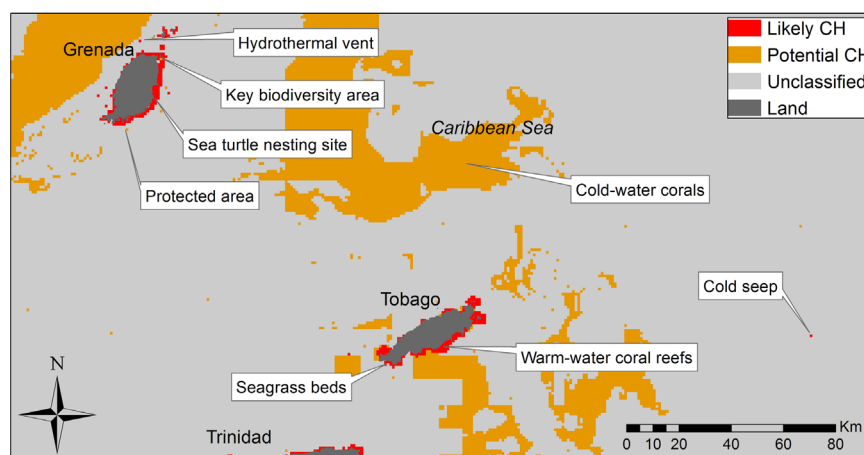 Grenada
Hydrothermal vent
Key biodiversity area
Sea turtle nesting site
Protected area
Caribbean Sea
Cold-water corals
Likely CH
Potential CH
Unclassified
Land
Tobago
Cold seep
Warm-water coral reefs
Seagrass beds
N
Trinidad
Km
0 10 20 40 60 80